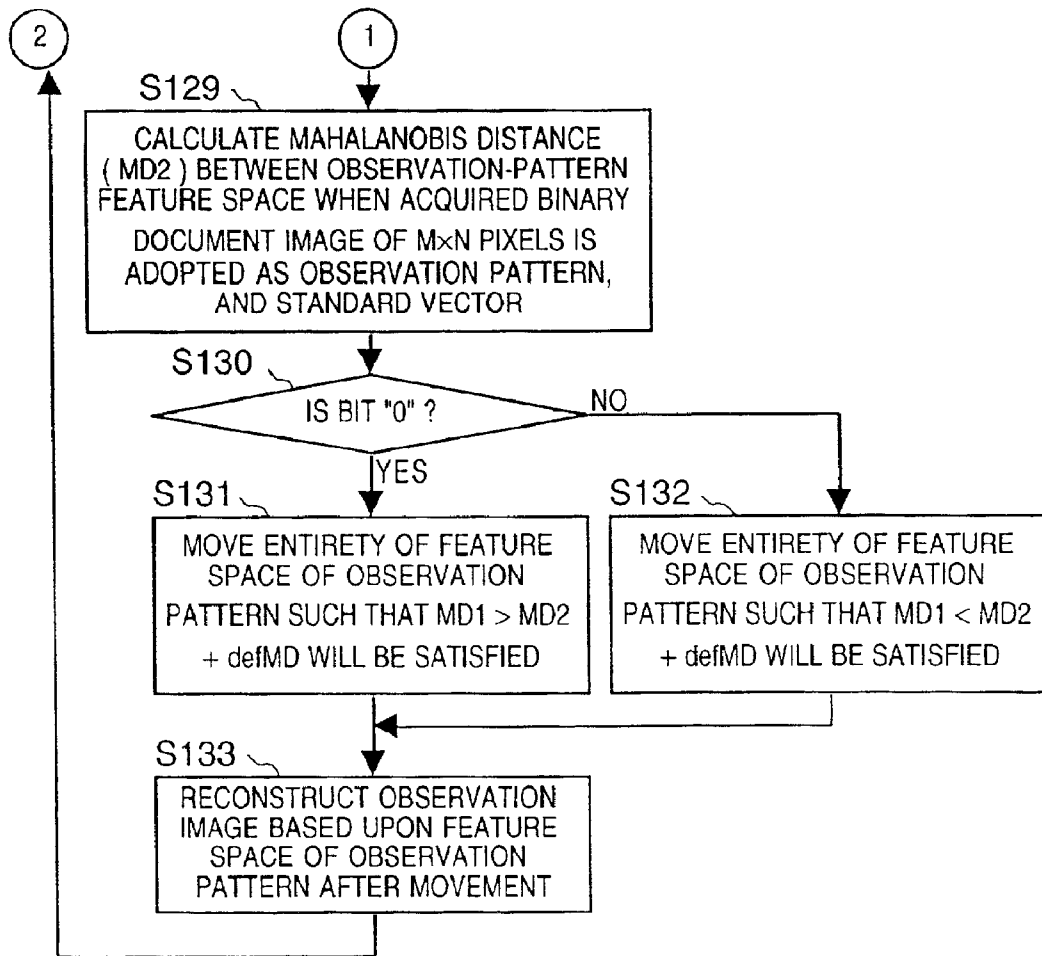 2
1
S129
CALCULATE MAHALANOBIS DISTANCE
( MD2 ) BETWEEN OBSERVATION-PATTERN
FEATURE SPACE WHEN ACQUIRED BINARY
DOCUMENT IMAGE OF M×N PIXELS IS
ADOPTED AS OBSERVATION PATTERN,
AND STANDARD VECTOR
S130
IS BIT "0" ?
NO
YES
S131
MOVE ENTIRETY OF FEATURE
SPACE OF OBSERVATION
PATTERN SUCH THAT MD1 > MD2
+ defMD WILL BE SATISFIED
S132
MOVE ENTIRETY OF FEATURE
SPACE OF OBSERVATION
PATTERN SUCH THAT MD1 < MD2
+ defMD WILL BE SATISFIED
S133
RECONSTRUCT OBSERVATION
IMAGE BASED UPON FEATURE
SPACE OF OBSERVATION
PATTERN AFTER MOVEMENT